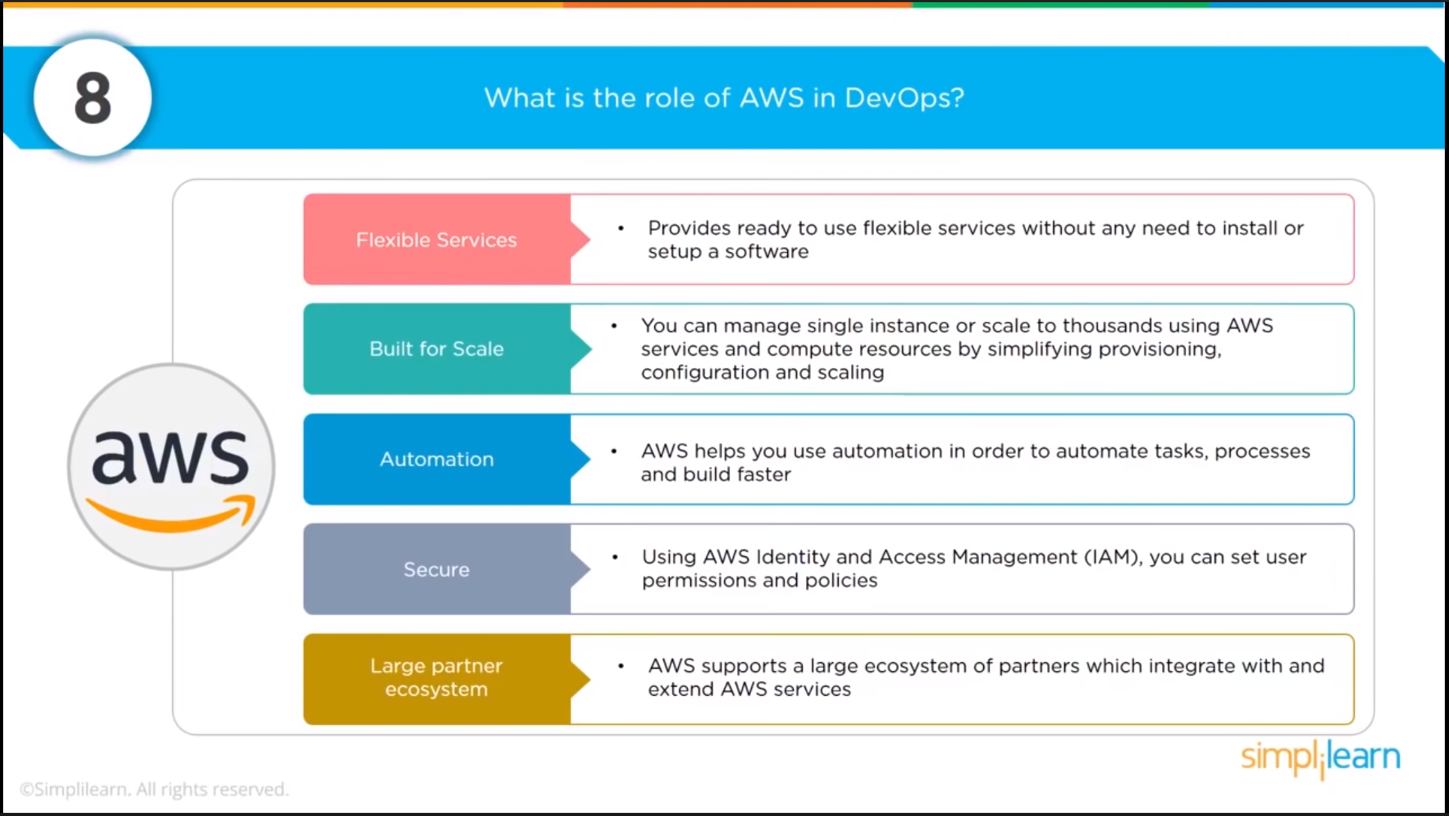 8
What is the role of AWS in DevOps?
Flexible Services
• Provides ready to use flexible services without any need to install or
setup a software
Built for Scale
• You can manage single instance or scale to thousands using AWS
services and compute resources by simplifying provisioning,
configuration and scaling
aws
Automation
• AWS helps you use automation in order to automate tasks, processes
and build faster
Secure
• Using AWS Identity and Access Management (IAM), you can set user
permissions and policies
Large partner
ecosystem
• AWS supports a large ecosystem of partners which integrate with and
extend AWS services
simplilearn
©Simplilearn. All rights reserved.